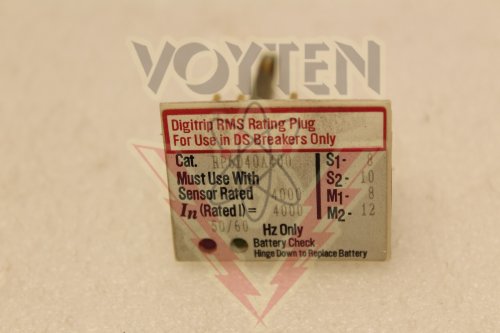 VOYTEN
Digitrip RMS Rating Plug
For Use in DS Breakers Only
Cat. RP6D40A400
Must Use With
Sensor Rated 4000
In (Rated I) = 4000
50/60 Hz Only
Battery Check
Hinge Down to Replace Battery
S1- 8
S2- 10
M1- 8
M2- 12